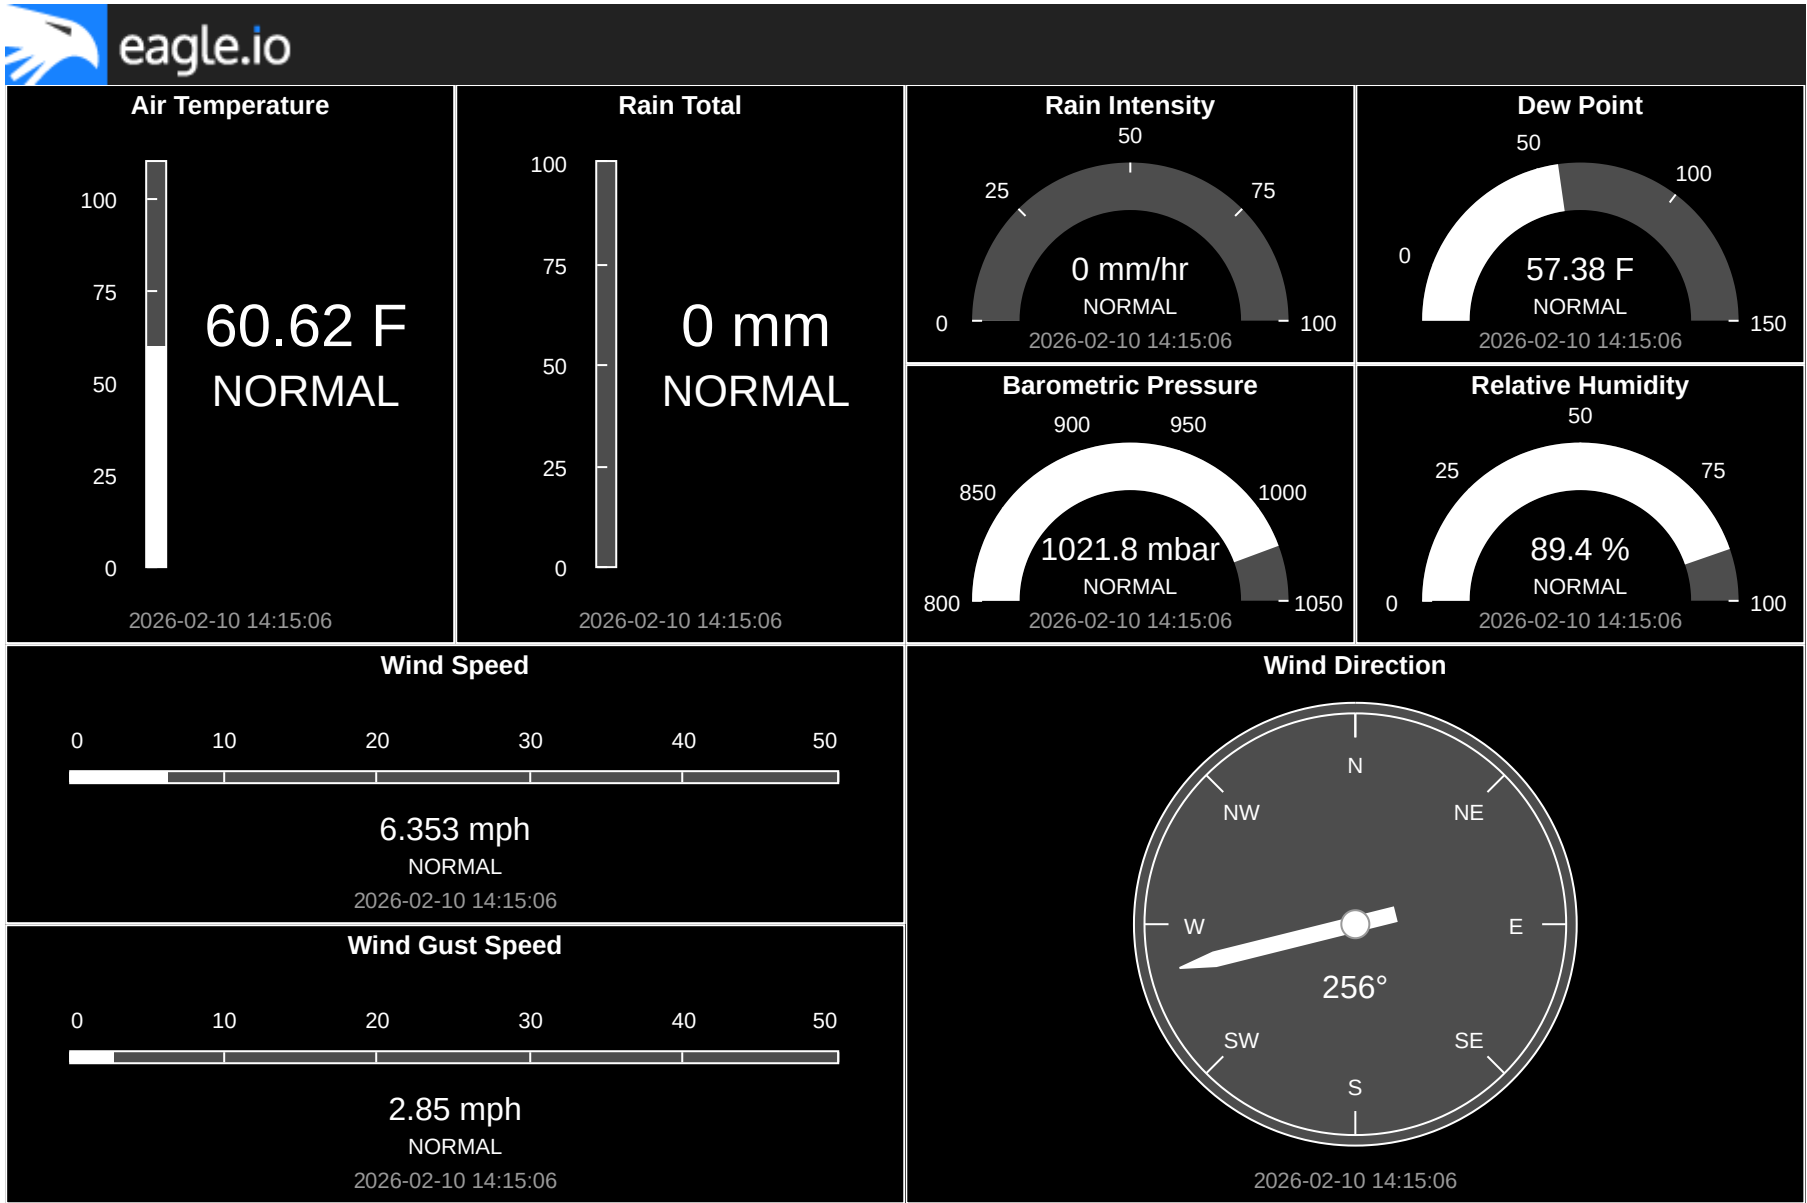 eagle.io
Air Temperature
100
75
50
25
0
60.62 F
NORMAL
2026-02-10 14:15:06
Rain Total
100
75
50
25
0
0 mm
NORMAL
2026-02-10 14:15:06
Rain Intensity
0
25
50
75
100
0 mm/hr
NORMAL
2026-02-10 14:15:06
Dew Point
0
50
100
150
57.38 F
NORMAL
2026-02-10 14:15:06
Barometric Pressure
800
850
900
950
1000
1050
1021.8 mbar
NORMAL
2026-02-10 14:15:06
Relative Humidity
0
25
50
75
100
89.4 %
NORMAL
2026-02-10 14:15:06
Wind Speed
0 10 20 30 40 50
6.353 mph
NORMAL
2026-02-10 14:15:06
Wind Gust Speed
0 10 20 30 40 50
2.85 mph
NORMAL
2026-02-10 14:15:06
Wind Direction
N
NW NE
W E
256°
SW SE
S
2026-02-10 14:15:06